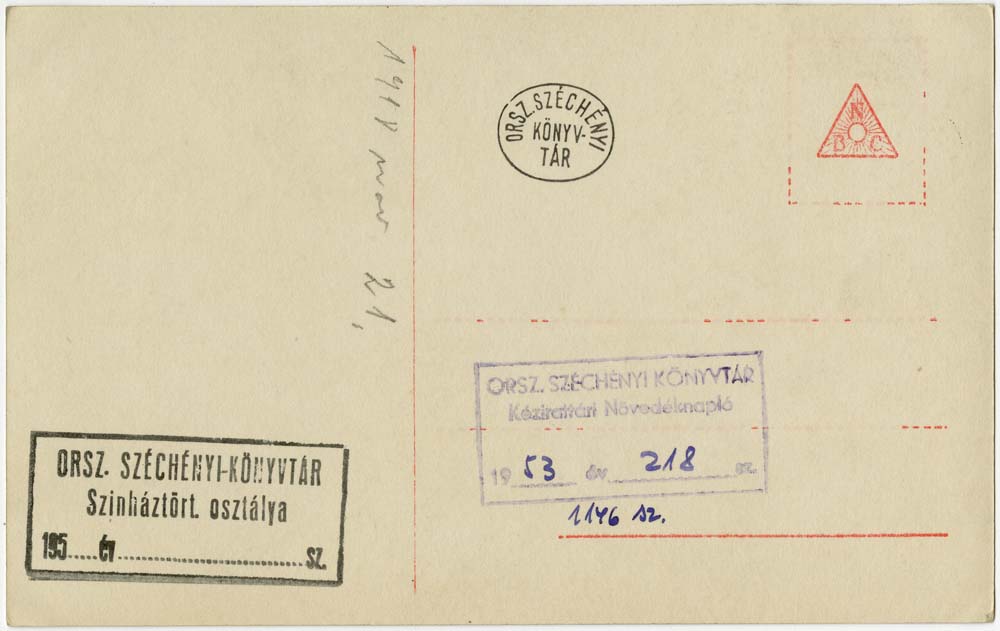 1918 nov. 21,
ORSZ. SZÉCHÉNYI
KÖNYV-
TÁR
N
B C
ORSZ. SZÉCHÉNYI KÖNYVTÁR
Kézirattári Növedéknapló
1953 év 218 sz.
1146 sz.
ORSZ. SZÉCHÉNYI-KÖNYVTÁR
Szinháztört. osztálya
195.....év..............................sz.